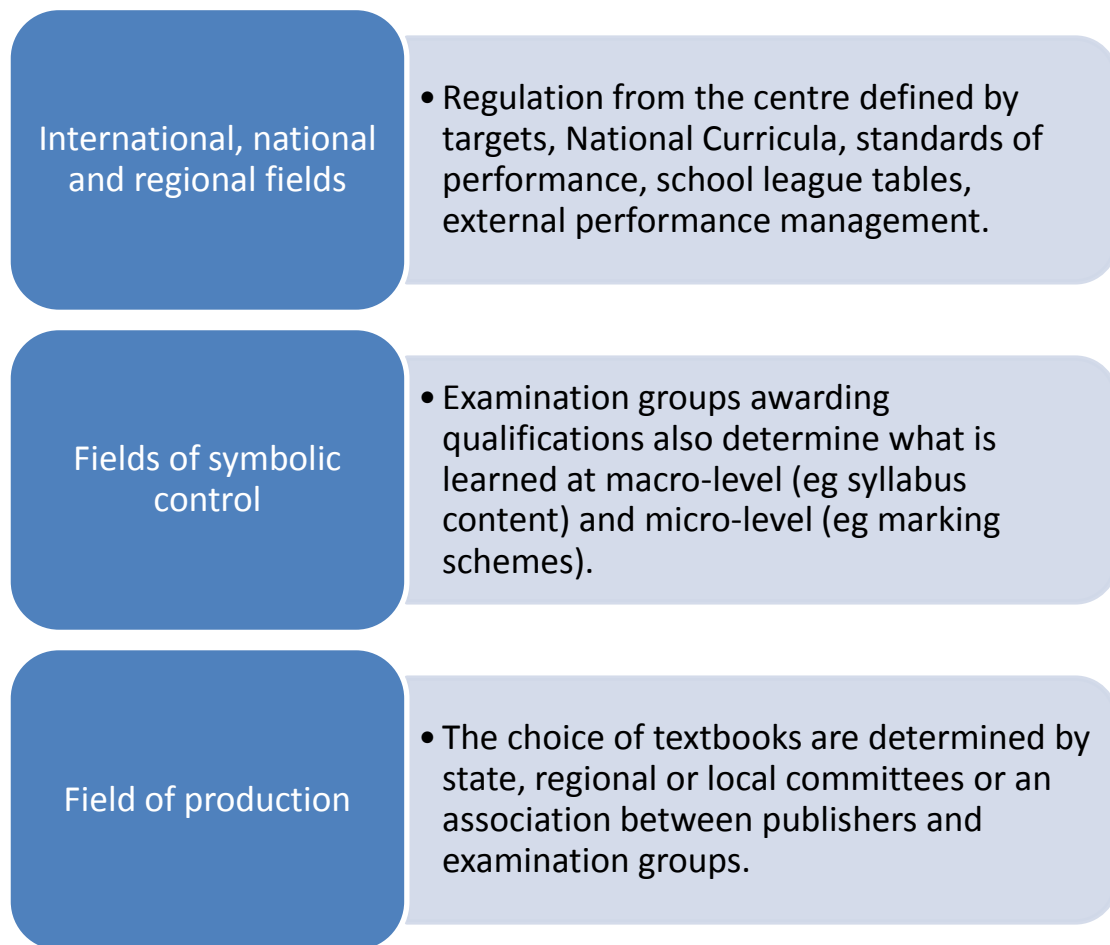 International, national
and regional fields
• Regulation from the centre defined by
targets, National Curricula, standards of
performance, school league tables,
external performance management.
Fields of symbolic
control
• Examination groups awarding
qualifications also determine what is
learned at macro-level (eg syllabus
content) and micro-level (eg marking
schemes).
Field of production
• The choice of textbooks are determined by
state, regional or local committees or an
association between publishers and
examination groups.